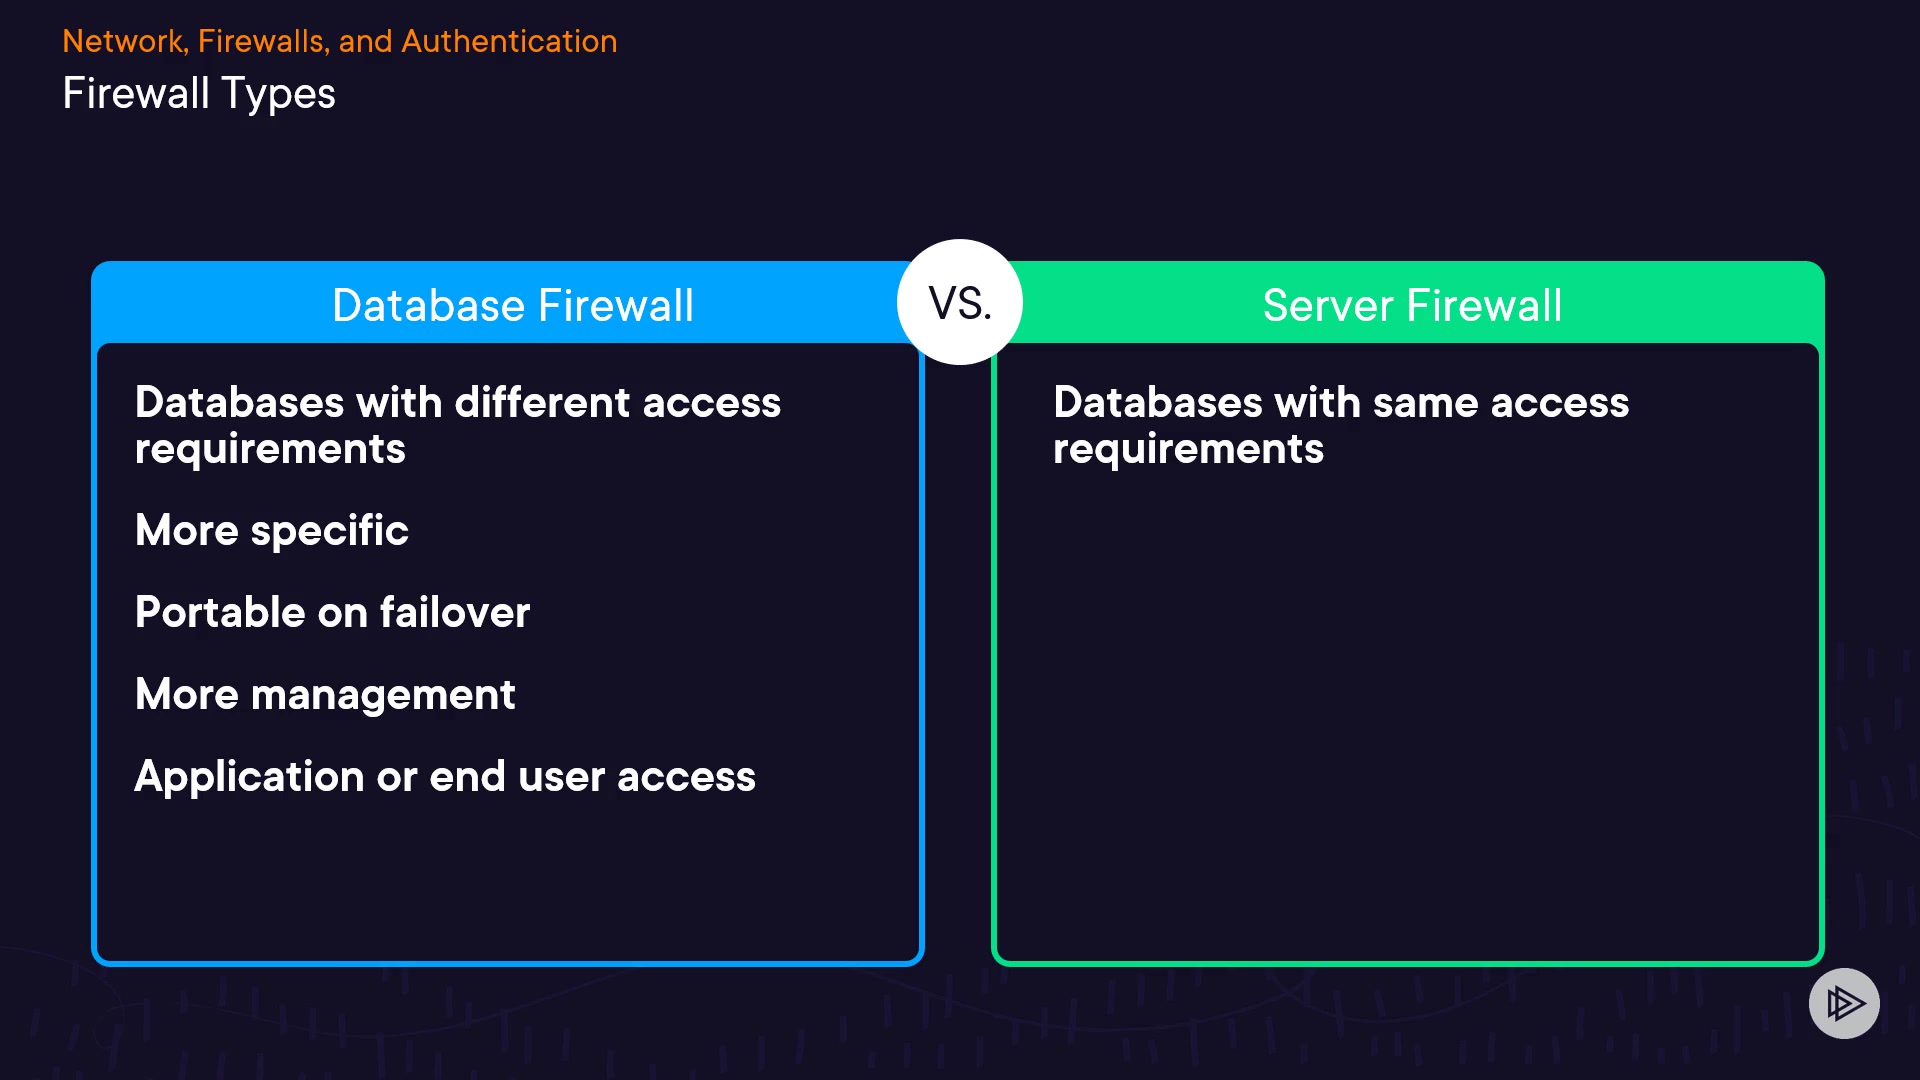 Network, Firewalls, and Authentication
Firewall Types
Database Firewall
VS.
Server Firewall
Databases with different access
requirements
More specific
Portable on failover
More management
Application or end user access
Databases with same access
requirements